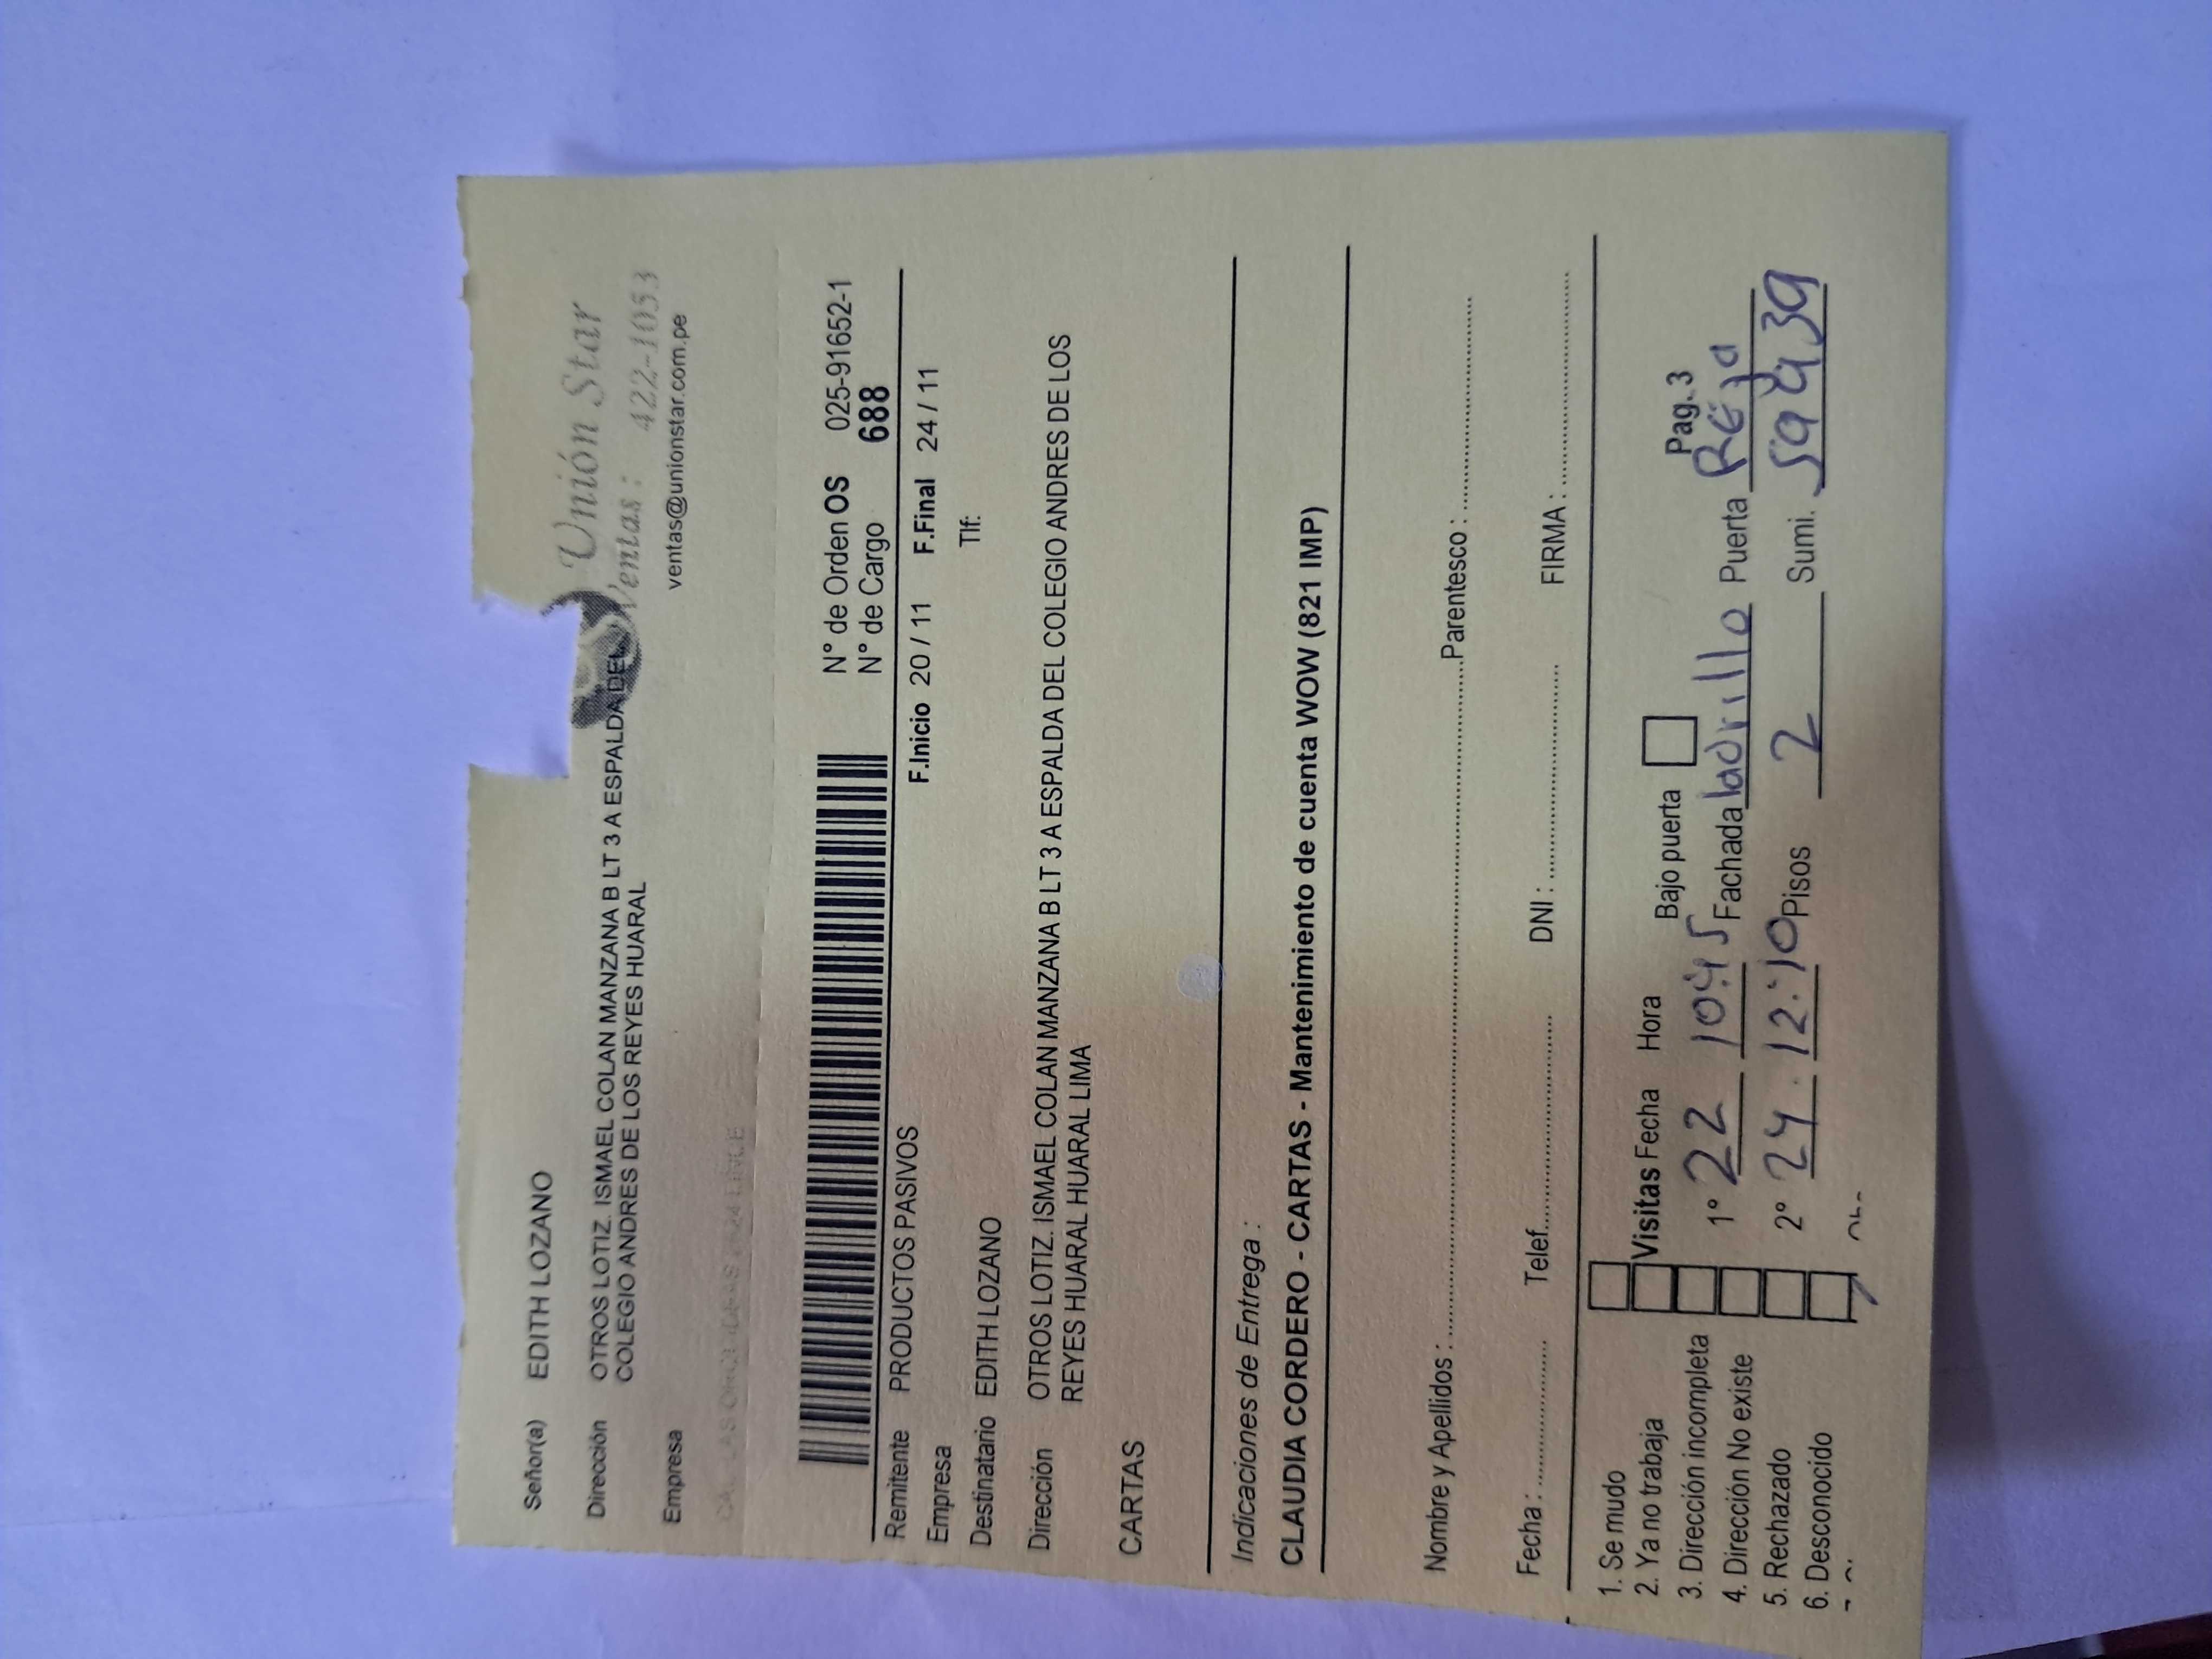 Unión Star
Ventas : 422-1053
ventas@unionstar.com.pe
Señor(a) EDITH LOZANO
Dirección OTROS LOTIZ. ISMAEL COLAN MANZANA B LT 3 A ESPALDA DEL
COLEGIO ANDRES DE LOS REYES HUARAL
Empresa
N° de Orden OS 025-91652-1
N° de Cargo 688
Remitente PRODUCTOS PASIVOS
F.Inicio 20 / 11 F.Final 24 / 11
Empresa
Tlf:
Destinatario EDITH LOZANO
Dirección OTROS LOTIZ. ISMAEL COLAN MANZANA B LT 3 A ESPALDA DEL COLEGIO ANDRES DE LOS
REYES HUARAL HUARAL LIMA
CARTAS
Indicaciones de Entrega :
CLAUDIA CORDERO - CARTAS - Mantenimiento de cuenta WOW (821 IMP)
Nombre y Apellidos : Parentesco :
Fecha : Telef. DNI : FIRMA :
1. Se mudo
2. Ya no trabaja Visitas Fecha Hora Bajo puerta Pag. 3
3. Dirección incompleta 1° 22 10:45 Fachada ladrillo Puerta Reja
4. Dirección No existe
5. Rechazado 2° 24 12:10 Pisos 2 Sumi.
6. Desconocido